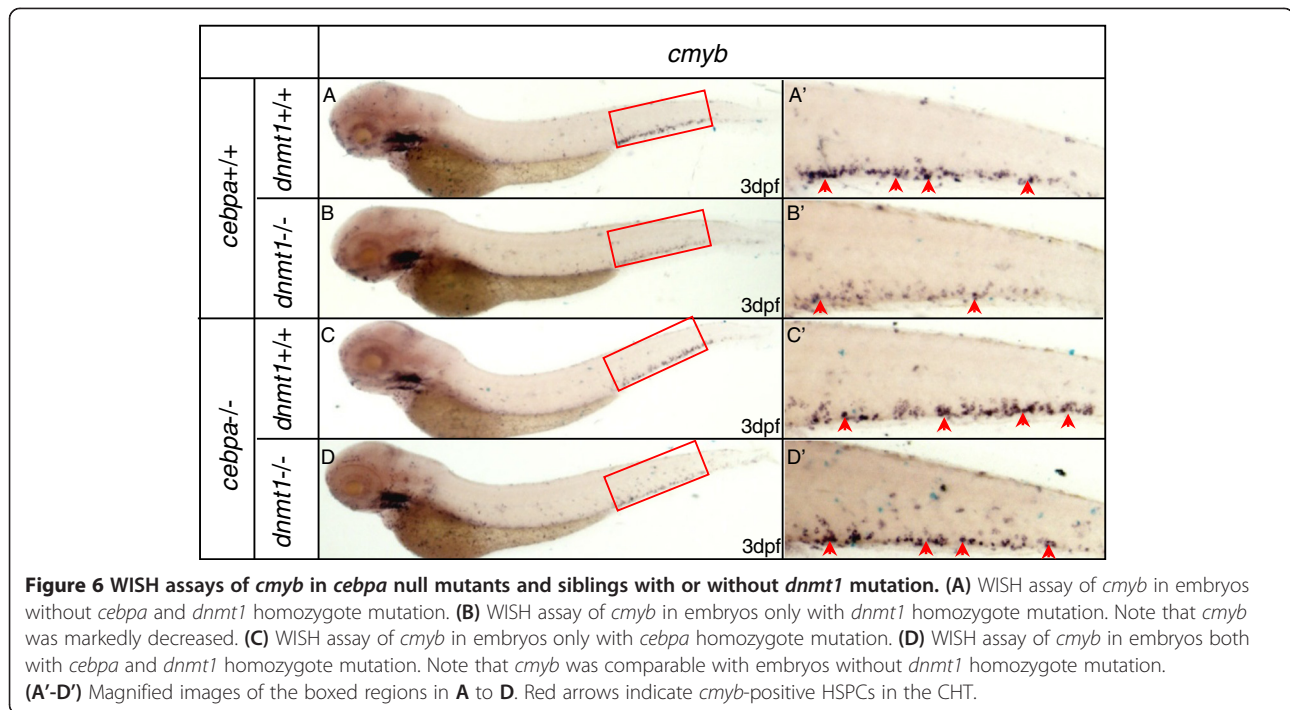 cmyb
cebpa+/+
dnmt1+/+
A
3dpf
A'
dnmt1-/-
B
3dpf
B'
cebpa-/-
dnmt1+/+
C
3dpf
C'
dnmt1-/-
D
3dpf
D'
Figure 6 WISH assays of cmyb in cebpa null mutants and siblings with or without dnmt1 mutation. (A) WISH assay of cmyb in embryos
without cebpa and dnmt1 homozygote mutation. (B) WISH assay of cmyb in embryos only with dnmt1 homozygote mutation. Note that cmyb
was markedly decreased. (C) WISH assay of cmyb in embryos only with cebpa homozygote mutation. (D) WISH assay of cmyb in embryos both
with cebpa and dnmt1 homozygote mutation. Note that cmyb was comparable with embryos without dnmt1 homozygote mutation.
(A’-D’) Magnified images of the boxed regions in A to D. Red arrows indicate cmyb-positive HSPCs in the CHT.